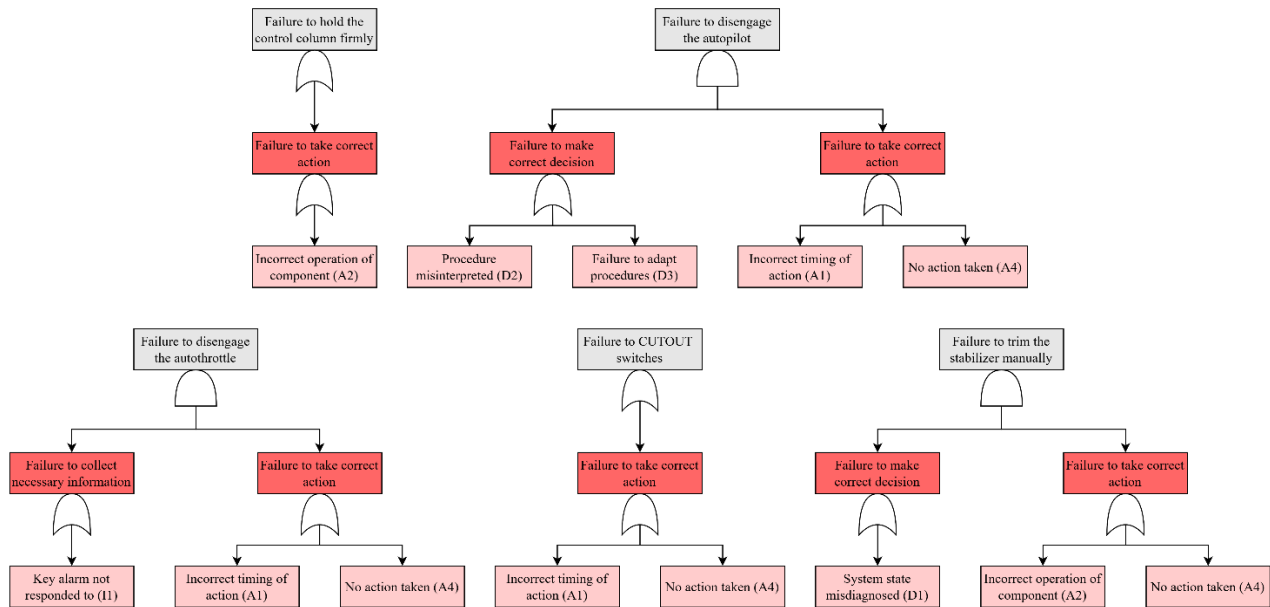 Failure to hold the
control column firmly
Failure to disengage
the autopilot
Failure to take correct
action
Failure to make
correct decision
Failure to take correct
action
Incorrect operation of
component (A2)
Procedure
misinterpreted (D2)
Failure to adapt
procedures (D3)
Incorrect timing of
action (A1)
No action taken (A4)
Failure to disengage
the autothrottle
Failure to CUTOUT
switches
Failure to trim the
stabilizer manually
Failure to collect
necessary information
Failure to take correct
action
Failure to take correct
action
Failure to make
correct decision
Failure to take correct
action
Key alarm not
responded to (I1)
Incorrect timing of
action (A1)
No action taken (A4)
Incorrect timing of
action (A1)
No action taken (A4)
System state
misdiagnosed (D1)
Incorrect operation of
component (A2)
No action taken (A4)